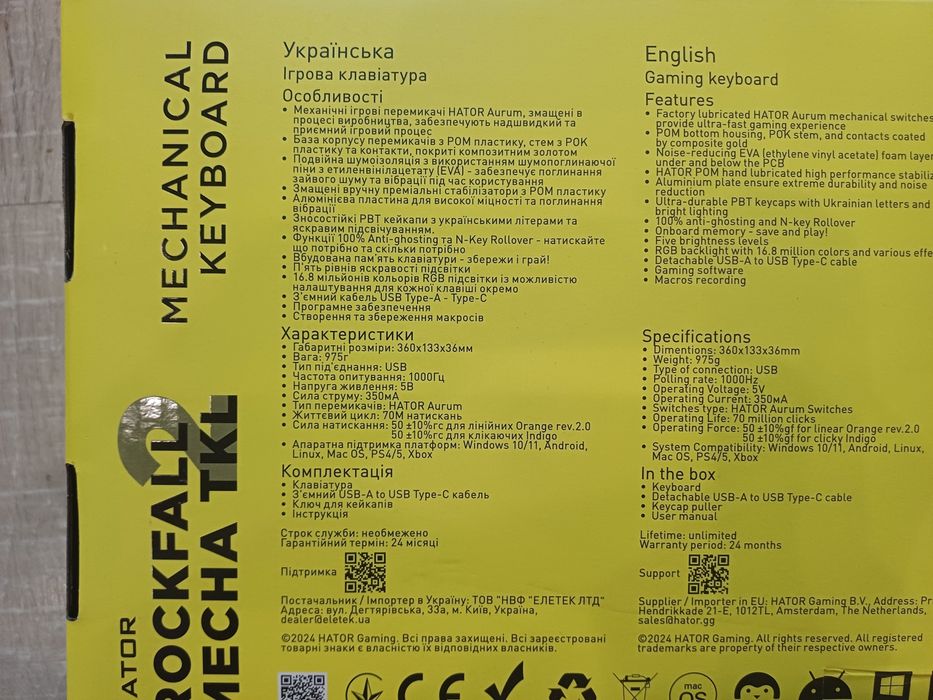 MECHANICAL
KEYBOARD
HATOR
ROCKFALL 2
MECHA TKL
Українська
Ігрова клавіатура
Особливості
• Механічні ігрові перемикачі HATOR Aurum, змащені в
процесі виробництва, забезпечують надшвидкий та
приємний ігровий процес
• База корпусу перемикачів з POM пластику, стем з POK
пластику та контакти, покриті композитним золотом
• Подвійна шумоізоляція з використанням шумопоглинаючої
піни з етиленвінілацетату (EVA) - забезпечує поглинання
зайвого шуму та вібрації під час користування
• Змащені вручну преміальні стабілізатори з POM пластику
• Алюмінієва пластина для високої міцності та поглинання
вібрації
• Зносостійкі PBT кейкапи з українськими літерами та
яскравим підсвічуванням.
• Функції 100% Anti-ghosting та N-Key Rollover - натискайте
що потрібно та скільки потрібно
• Вбудована пам'ять клавіатури - збережи і грай!
• П'ять рівнів яскравості підсвітки
• 16.8 мільйонів кольорів RGB підсвітки із можливістю
налаштування для кожної клавіші окремо
• З'ємний кабель USB Type-A - Type-C
• Програмне забезпечення
• Створення та збереження макросів
Характеристики
• Габаритні розміри: 360x133x36мм
• Вага: 975г
• Тип під'єднання: USB
• Частота опитування: 1000Гц
• Напруга живлення: 5В
• Сила струму: 350мА
• Тип перемикачів: HATOR Aurum
• Життєвий цикл: 70М натискань
• Сила натискання: 50 ±10%гс для лінійних Orange rev.2.0
50 ±10%гс для клікаючих Indigo
• Апаратна підтримка платформ: Windows 10/11, Android,
Linux, Mac OS, PS4/5, Xbox
Комплектація
• Клавіатура
• З'ємний USB-A to USB Type-C кабель
• Ключ для кейкапів
• Інструкція
Строк служби: необмежено
Гарантійний термін: 24 місяці
Підтримка
Постачальник / Імпортер в Україну: ТОВ "НВФ "ЕЛЕТЕК ЛТД"
Адреса: вул. Дегтярівська, 33а, м. Київ, Україна,
dealer@eletek.ua
©2024 HATOR Gaming. Всі права захищені. Всі зареєстровані
товарні знаки є власністю їх відповідних власників.
English
Gaming keyboard
Features
• Factory lubricated HATOR Aurum mechanical switches
provide ultra-fast gaming experience
• POM bottom housing, POK stem, and contacts coated
by composite gold
• Noise-reducing EVA (ethylene vinyl acetate) foam layer
under and below the PCB
• HATOR POM hand lubricated high performance stabiliz
• Aluminium plate ensure extreme durability and noise
reduction
• Ultra-durable PBT keycaps with Ukrainian letters and
bright lighting
• 100% anti-ghosting and N-key Rollover
• Onboard memory - save and play!
• Five brightness levels
• RGB backlight with 16.8 million colors and various effe
• Detachable USB-A to USB Type-C cable
• Gaming software
• Macros recording
Specifications
• Dimentions: 360x133x36mm
• Weight: 975g
• Type of connection: USB
• Polling rate: 1000Hz
• Operating Voltage: 5V
• Operating Current: 350мА
• Switches type: HATOR Aurum Switches
• Operating Life: 70 million clicks
• Operating Force: 50 ±10%gf for linear Orange rev.2.0
50 ±10%gf for clicky Indigo
• System Compatibility: Windows 10/11, Android, Linux,
Mac OS, PS4/5, Xbox
In the box
• Keyboard
• Detachable USB-A to USB Type-C cable
• Keycap puller
• User manual
Lifetime: unlimited
Warranty period: 24 months
Support
Supplier / Importer in EU: HATOR Gaming B.V., Address: Pr
Hendrikkade 21-E, 1012TL, Amsterdam, The Netherlands,
sales@hator.gg
©2024 HATOR Gaming. All rights reserved. All registered
trademarks are property of their respective owners.
CE
mac
OS